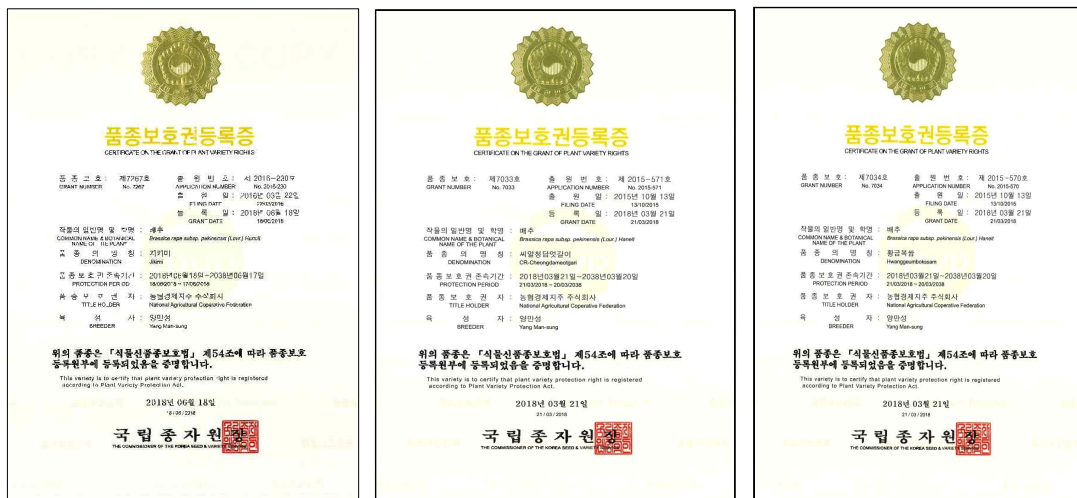 품종보호권등록증
CERTIFICATE ON THE GRANT OF PLANT VARIETY RIGHTS
품 종 보 호 : 제7267호
GRANT NUMBER No. 7267
출 원 번 호 : 제 2016-230호
APPLICATION NUMBER No. 2016-230
출 원 일 : 2016년 03월 22일
FILING DATE 22/03/2016
등 록 일 : 2018년 06월 18일
GRANT DATE 18/06/2018
작물의 일반명 및 학명 : 배추
COMMON NAME & BOTANICAL Brassica rapa subsp. pekinensis (Lour.) Hanelt
NAME OF THE PLANT
품 종 의 명 칭 : 지키미
DENOMINATION Jikimi
품종보호권존속기간 : 2018년06월18일~2038년06월17일
PROTECTION PERIOD 18/06/2018 ~ 17/06/2038
품 종 보 호 권 자 : 농협경제지주 주식회사
TITLE HOLDER National Agricultural Coperative Federation
육 성 자 : 양만성
BREEDER Yang Man-sung
위의 품종은 「식물신품종보호법」 제54조에 따라 품종보호
등록원부에 등록되었음을 증명합니다.
This variety is to certify that plant variety protection right is registered
according to Plant Variety Protection Act.
2018년 06월 18일
18 / 06 / 2018
국 립 종 자 원 장
THE COMMISSIONER OF THE KOREA SEED & VARIETY
품종보호권등록증
CERTIFICATE ON THE GRANT OF PLANT VARIETY RIGHTS
품 종 보 호 : 제7033호
GRANT NUMBER No. 7033
출 원 번 호 : 제 2015-571호
APPLICATION NUMBER No. 2015-571
출 원 일 : 2015년 10월 13일
FILING DATE 13/10/2015
등 록 일 : 2018년 03월 21일
GRANT DATE 21/03/2018
작물의 일반명 및 학명 : 배추
COMMON NAME & BOTANICAL Brassica rapa subsp. pekinensis (Lour.) Hanelt
NAME OF THE PLANT
품 종 의 명 칭 : 씨알청담엇갈이
DENOMINATION CR-Cheongdameotgari
품종보호권존속기간 : 2018년03월21일~2038년03월20일
PROTECTION PERIOD 21/03/2018 ~ 20/03/2038
품 종 보 호 권 자 : 농협경제지주 주식회사
TITLE HOLDER National Agricultural Coperative Federation
육 성 자 : 양만성
BREEDER Yang Man-sung
위의 품종은 「식물신품종보호법」 제54조에 따라 품종보호
등록원부에 등록되었음을 증명합니다.
This variety is to certify that plant variety protection right is registered
according to Plant Variety Protection Act.
2018년 03월 21일
21 / 03 / 2018
국 립 종 자 원 장
THE COMMISSIONER OF THE KOREA SEED & VARIETY
품종보호권등록증
CERTIFICATE ON THE GRANT OF PLANT VARIETY RIGHTS
품 종 보 호 : 제7034호
GRANT NUMBER No. 7034
출 원 번 호 : 제 2015-570호
APPLICATION NUMBER No. 2015-570
출 원 일 : 2015년 10월 13일
FILING DATE 13/10/2015
등 록 일 : 2018년 03월 21일
GRANT DATE 21/03/2018
작물의 일반명 및 학명 : 배추
COMMON NAME & BOTANICAL Brassica rapa subsp. pekinensis (Lour.) Hanelt
NAME OF THE PLANT
품 종 의 명 칭 : 황금복쌈
DENOMINATION Hwanggeumboksam
품종보호권존속기간 : 2018년03월21일~2038년03월20일
PROTECTION PERIOD 21/03/2018 ~ 20/03/2038
품 종 보 호 권 자 : 농협경제지주 주식회사
TITLE HOLDER National Agricultural Coperative Federation
육 성 자 : 양만성
BREEDER Yang Man-sung
위의 품종은 「식물신품종보호법」 제54조에 따라 품종보호
등록원부에 등록되었음을 증명합니다.
This variety is to certify that plant variety protection right is registered
according to Plant Variety Protection Act.
2018년 03월 21일
21 / 03 / 2018
국 립 종 자 원 장
THE COMMISSIONER OF THE KOREA SEED & VARIETY